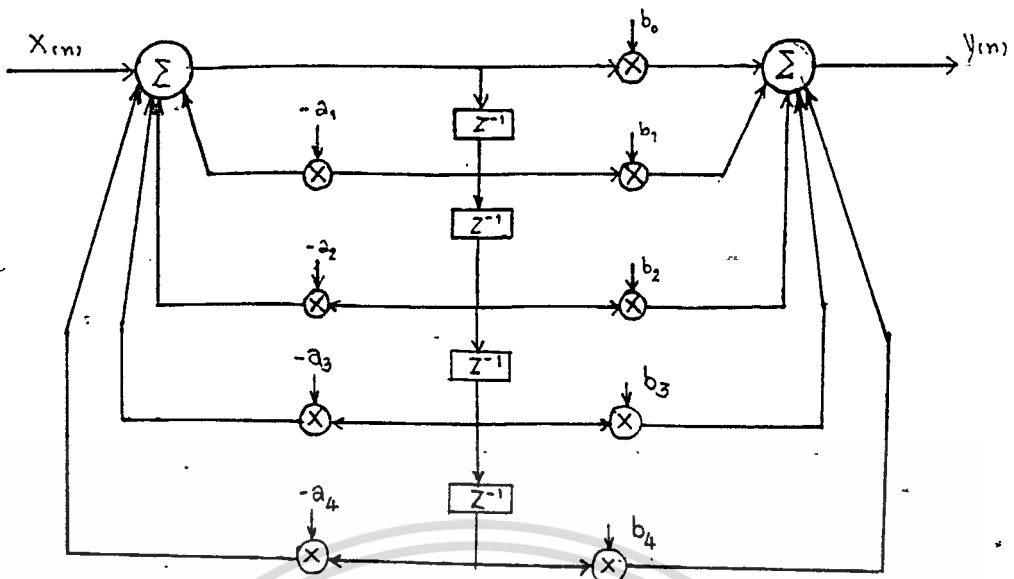 X(n)
Σ
b₀
×
Σ
y(n)
Z⁻¹
-a₁
×
b₁
×
Z⁻¹
-a₂
×
b₂
×
Z⁻¹
-a₃
×
b₃
×
Z⁻¹
-a₄
×
b₄
×